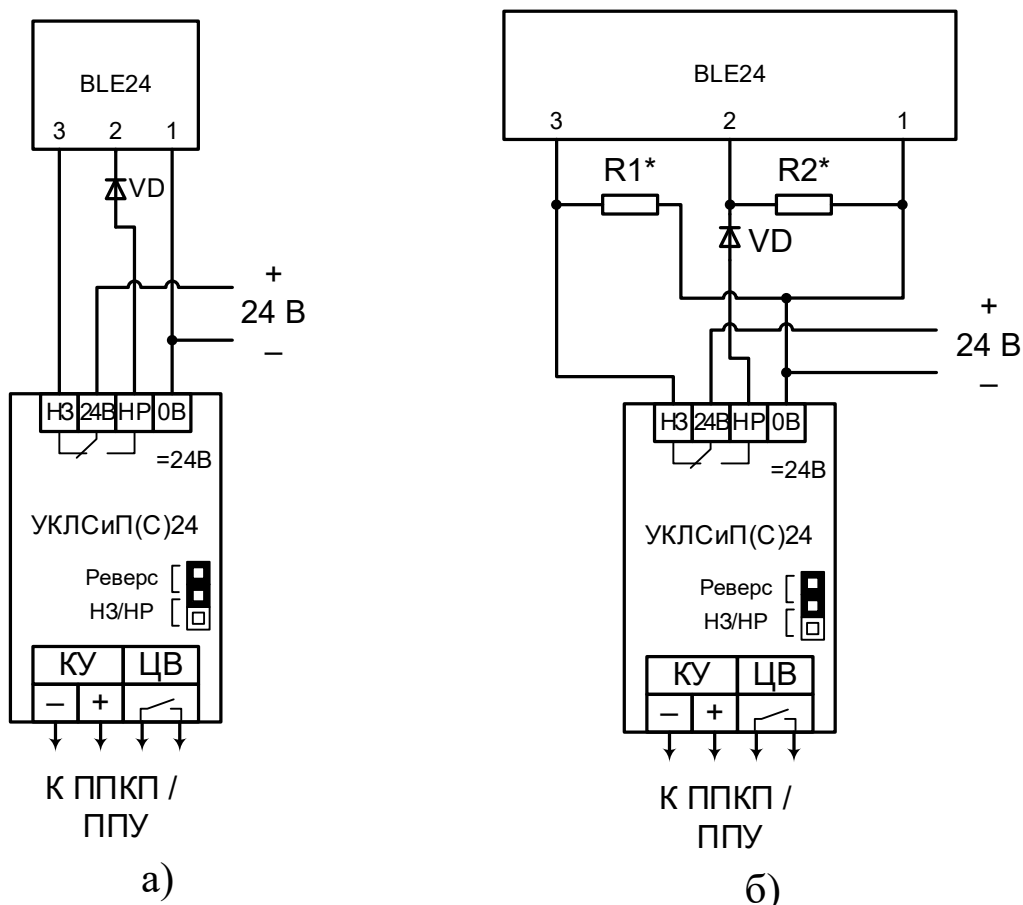 BLE24
3 2 1
VD
+
24 В
–
НЗ 24В НР 0В
=24В
УКЛСиП(С)24
Реверс
НЗ/НР
КУ ЦВ
– +
К ППКП /
ППУ
а)
BLE24
3 2 1
R1* R2*
VD
+
24 В
–
НЗ 24В НР 0В
=24В
УКЛСиП(С)24
Реверс
НЗ/НР
КУ ЦВ
– +
К ППКП /
ППУ
б)